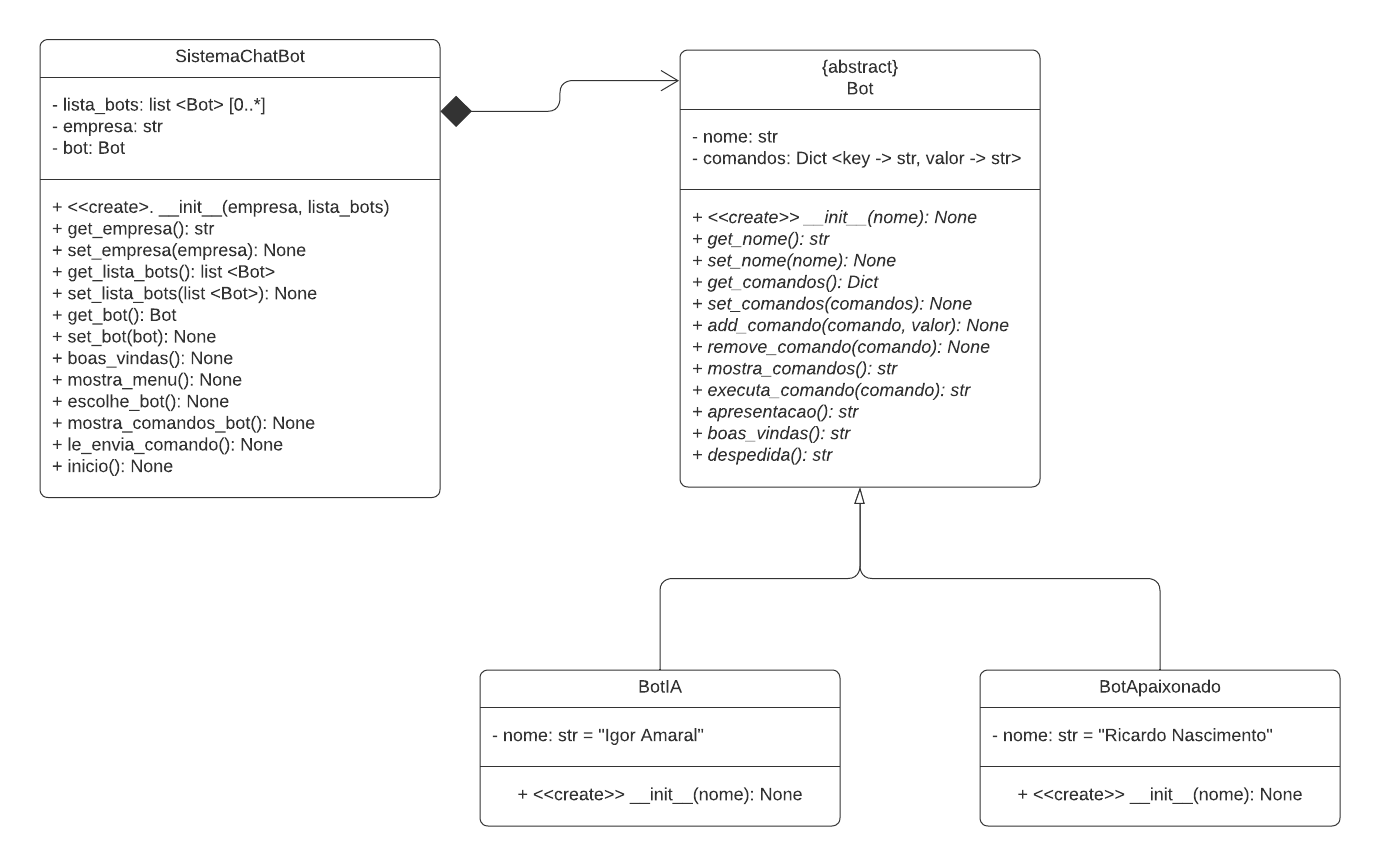 SistemaChatBot
- lista_bots: list <Bot> [0..*]
- empresa: str
- bot: Bot
+ <<create>. __init__(empresa, lista_bots)
+ get_empresa(): str
+ set_empresa(empresa): None
+ get_lista_bots(): list <Bot>
+ set_lista_bots(list <Bot>): None
+ get_bot(): Bot
+ set_bot(bot): None
+ boas_vindas(): None
+ mostra_menu(): None
+ escolhe_bot(): None
+ mostra_comandos_bot(): None
+ le_envia_comando(): None
+ inicio(): None
{abstract}
Bot
- nome: str
- comandos: Dict <key -> str, valor -> str>
+ <<create>> __init__(nome): None
+ get_nome(): str
+ set_nome(nome): None
+ get_comandos(): Dict
+ set_comandos(comandos): None
+ add_comando(comando, valor): None
+ remove_comando(comando): None
+ mostra_comandos(): str
+ executa_comando(comando): str
+ apresentacao(): str
+ boas_vindas(): str
+ despedida(): str
BotIA
- nome: str = "Igor Amaral"
+ <<create>> __init__(nome): None
BotApaixonado
- nome: str = "Ricardo Nascimento"
+ <<create>> __init__(nome): None